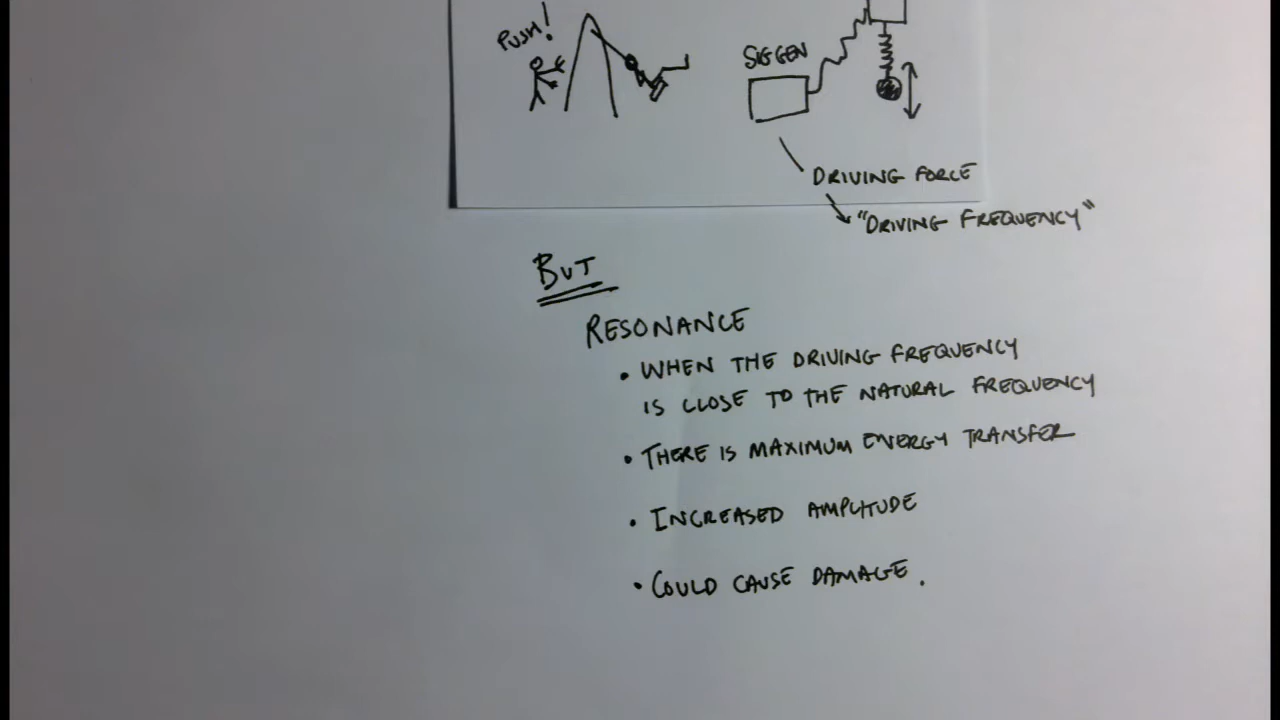 PUSH!
SIGGEN
DRIVING FORCE
"DRIVING FREQUENCY"
BUT
RESONANCE
• WHEN THE DRIVING FREQUENCY
IS CLOSE TO THE NATURAL FREQUENCY
• THERE IS MAXIMUM ENERGY TRANSFER
• INCREASED AMPLITUDE
• COULD CAUSE DAMAGE.